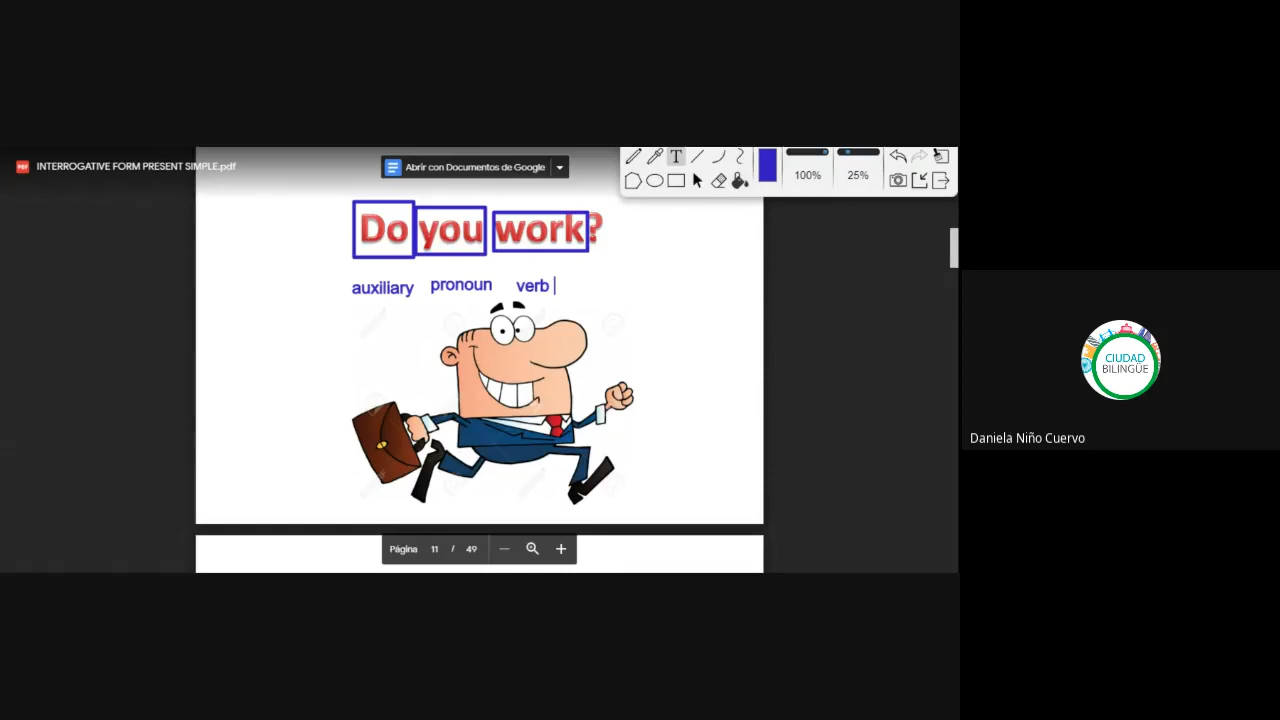 INTERROGATIVE FORM PRESENT SIMPLE.pdf
Abrir con Documentos de Google
100%
25%
Do you work?
auxiliary pronoun verb
CIUDAD
BILINGÜE
Daniela Niño Cuervo
Página 11 / 49